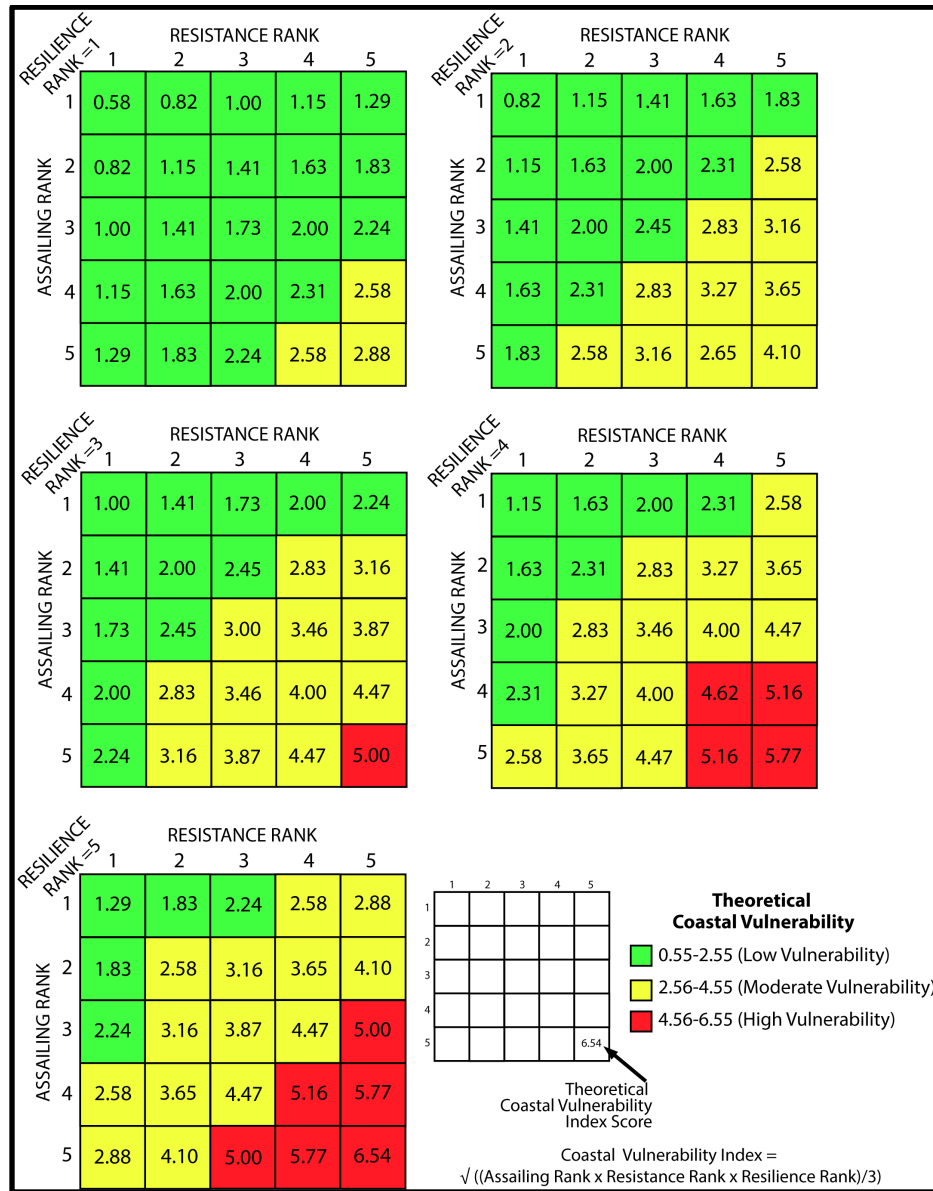 RESILIENCE
RANK =1
RESISTANCE RANK
1 2 3 4 5
ASSAILING RANK
1 0.58 0.82 1.00 1.15 1.29
2 0.82 1.15 1.41 1.63 1.83
3 1.00 1.41 1.73 2.00 2.24
4 1.15 1.63 2.00 2.31 2.58
5 1.29 1.83 2.24 2.58 2.88
RESILIENCE
RANK =2
RESISTANCE RANK
1 2 3 4 5
ASSAILING RANK
1 0.82 1.15 1.41 1.63 1.83
2 1.15 1.63 2.00 2.31 2.58
3 1.41 2.00 2.45 2.83 3.16
4 1.63 2.31 2.83 3.27 3.65
5 1.83 2.58 3.16 2.65 4.10
RESILIENCE
RANK =3
RESISTANCE RANK
1 2 3 4 5
ASSAILING RANK
1 1.00 1.41 1.73 2.00 2.24
2 1.41 2.00 2.45 2.83 3.16
3 1.73 2.45 3.00 3.46 3.87
4 2.00 2.83 3.46 4.00 4.47
5 2.24 3.16 3.87 4.47 5.00
RESILIENCE
RANK =4
RESISTANCE RANK
1 2 3 4 5
ASSAILING RANK
1 1.15 1.63 2.00 2.31 2.58
2 1.63 2.31 2.83 3.27 3.65
3 2.00 2.83 3.46 4.00 4.47
4 2.31 3.27 4.00 4.62 5.16
5 2.58 3.65 4.47 5.16 5.77
RESILIENCE
RANK =5
RESISTANCE RANK
1 2 3 4 5
ASSAILING RANK
1 1.29 1.83 2.24 2.58 2.88
2 1.83 2.58 3.16 3.65 4.10
3 2.24 3.16 3.87 4.47 5.00
4 2.58 3.65 4.47 5.16 5.77
5 2.88 4.10 5.00 5.77 6.54
1 2 3 4 5
1
2
3
4
5 6.54
Theoretical
Coastal Vulnerability
Index Score
Theoretical
Coastal Vulnerability
0.55-2.55 (Low Vulnerability)
2.56-4.55 (Moderate Vulnerability)
4.56-6.55 (High Vulnerability)
Coastal Vulnerability Index =
√ ((Assailing Rank x Resistance Rank x Resilience Rank)/3)